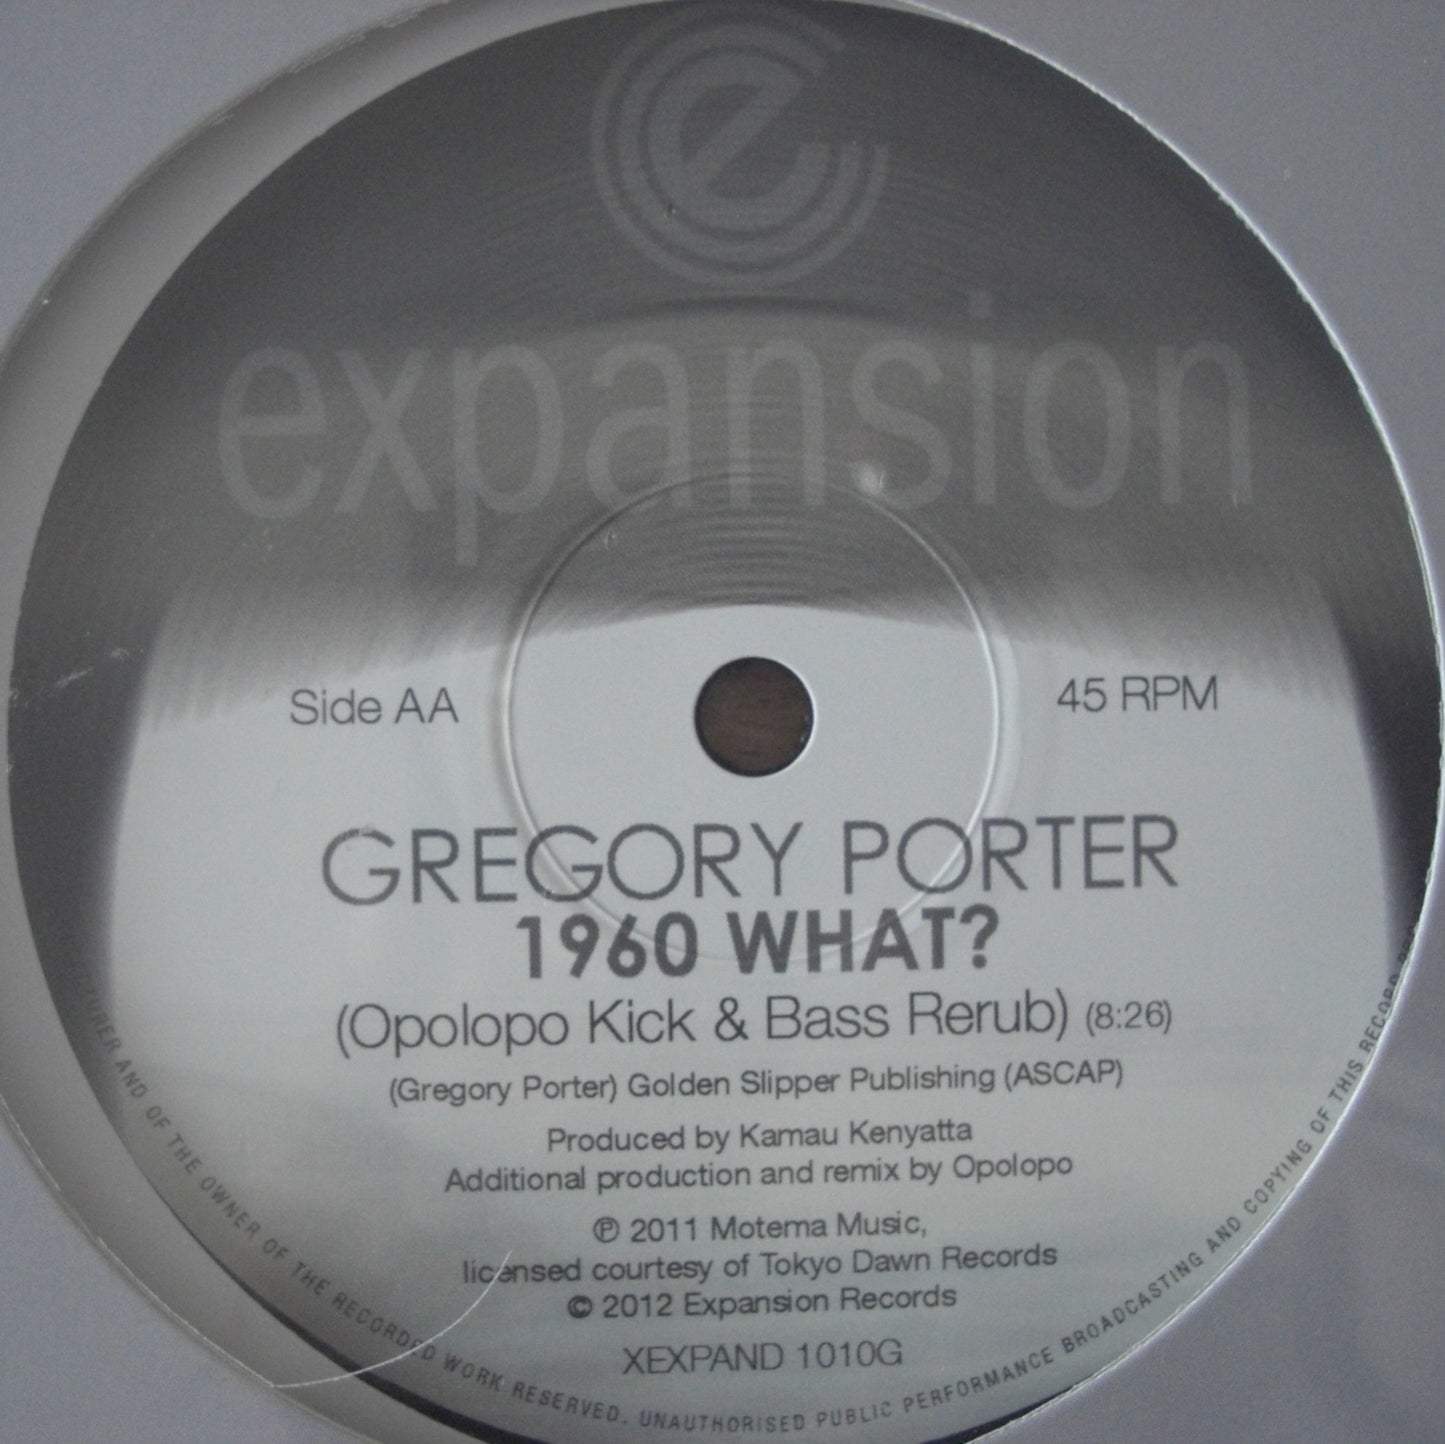 e
expansion
Side AA
45 RPM
GREGORY PORTER
1960 WHAT?
(Opolopo Kick & Bass Rerub) (8:26)
(Gregory Porter) Golden Slipper Publishing (ASCAP)
Produced by Kamau Kenyatta
Additional production and remix by Opolopo
℗ 2011 Motema Music,
licensed courtesy of Tokyo Dawn Records
© 2012 Expansion Records
XEXPAND 1010G
AND OF THE OWNER OF THE RECORDED WORK RESERVED. UNAUTHORISED PUBLIC PERFORMANCE BROADCASTING AND COPYING OF THIS RECORD